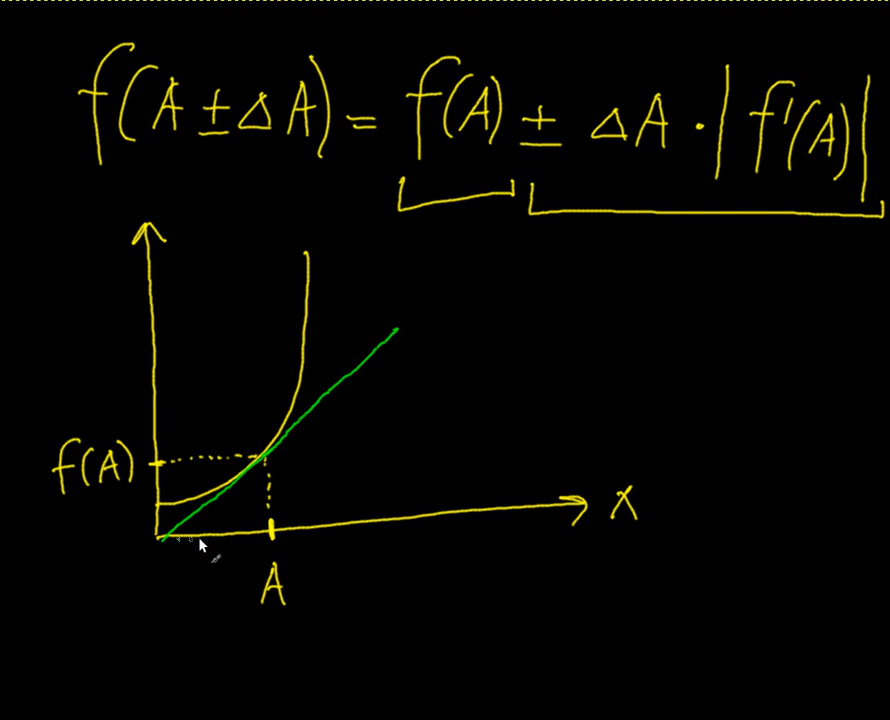 f(A ± ΔA) = f(A) ± ΔA · |f'(A)|
f(A)
X
A